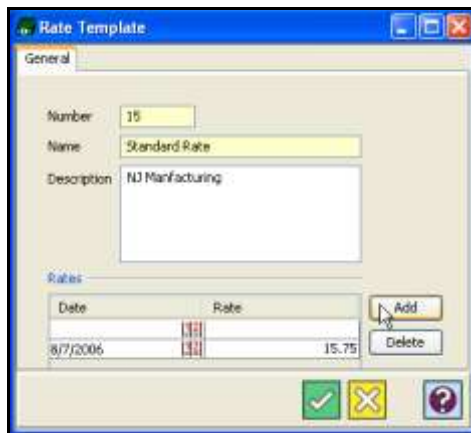 Rate Template
General
Number 15
Name Standard Rate
Description NJ Manfacturing
Rates
Date Rate Add
8/7/2006 15.75 Delete
?